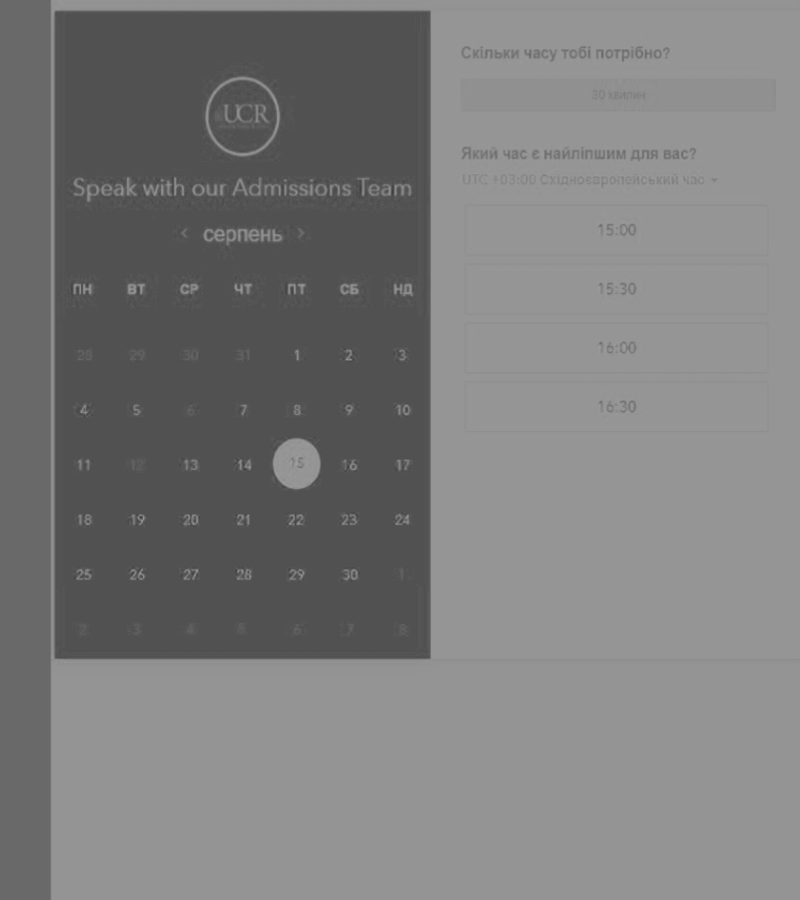 UCR
Speak with our Admissions Team
< серпень >
ПН ВТ СР ЧТ ПТ СБ НД
28 29 30 31 1 2 3
4 5 6 7 8 9 10
11 12 13 14 15 16 17
18 19 20 21 22 23 24
25 26 27 28 29 30 1
2 3 4 5 6 7 8
Скільки часу тобі потрібно?
30 хвилин
Який час є найліпшим для вас?
UTC +03:00 Східноєвропейський час
15:00
15:30
16:00
16:30